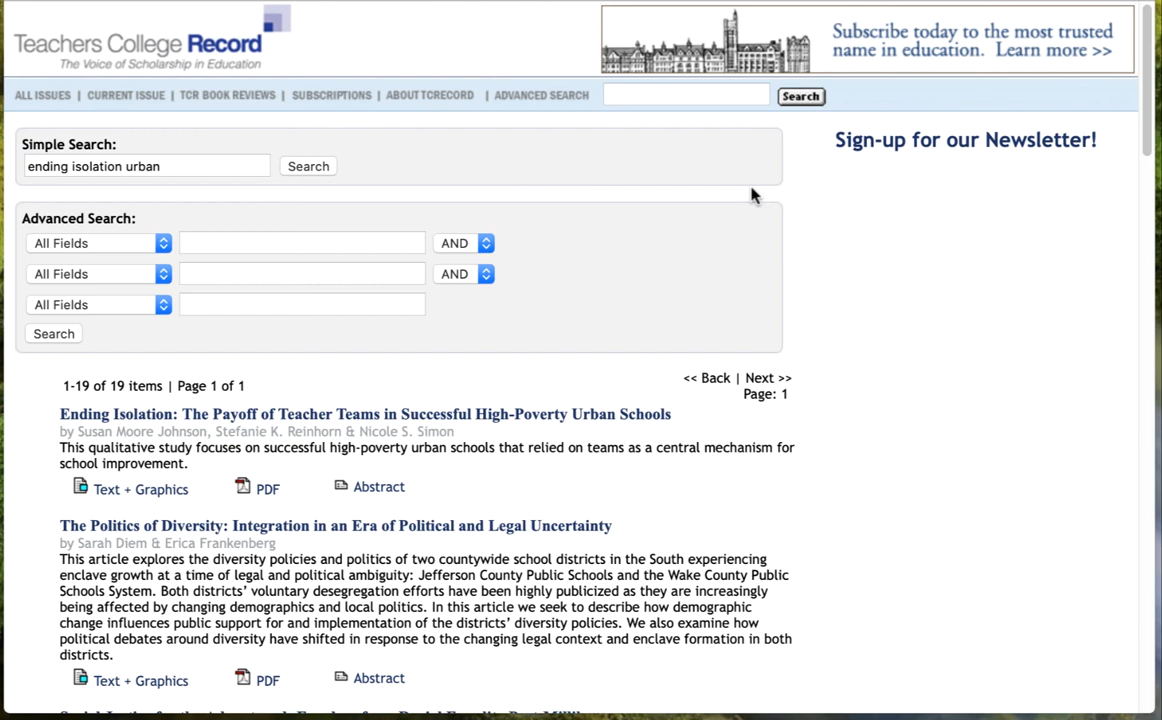 Teachers College Record
The Voice of Scholarship in Education
Subscribe today to the most trusted
name in education. Learn more >>
ALL ISSUES | CURRENT ISSUE | TCR BOOK REVIEWS | SUBSCRIPTIONS | ABOUT TCRECORD | ADVANCED SEARCH Search
Simple Search:
ending isolation urban Search
Sign-up for our Newsletter!
Advanced Search:
All Fields AND
All Fields AND
All Fields
Search
1-19 of 19 items | Page 1 of 1
<< Back | Next >>
Page: 1
Ending Isolation: The Payoff of Teacher Teams in Successful High-Poverty Urban Schools
by Susan Moore Johnson, Stefanie K. Reinhorn & Nicole S. Simon
This qualitative study focuses on successful high-poverty urban schools that relied on teams as a central mechanism for
school improvement.
Text + Graphics PDF Abstract
The Politics of Diversity: Integration in an Era of Political and Legal Uncertainty
by Sarah Diem & Erica Frankenberg
This article explores the diversity policies and politics of two countywide school districts in the South experiencing
enclave growth at a time of legal and political ambiguity: Jefferson County Public Schools and the Wake County Public
Schools System. Both districts’ voluntary desegregation efforts have been highly publicized as they are increasingly
being affected by changing demographics and local politics. In this article we seek to describe how demographic
change influences public support for and implementation of the districts’ diversity policies. We also examine how
political debates around diversity have shifted in response to the changing legal context and enclave formation in both
districts.
Text + Graphics PDF Abstract